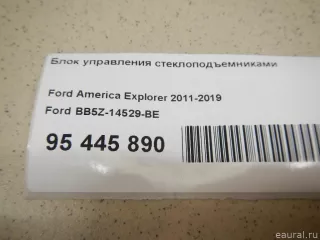 Блок управления стеклоподъемниками
Ford America Explorer 2011-2019
Ford BB5Z-14529-BE
95 445 890
eaural.ru